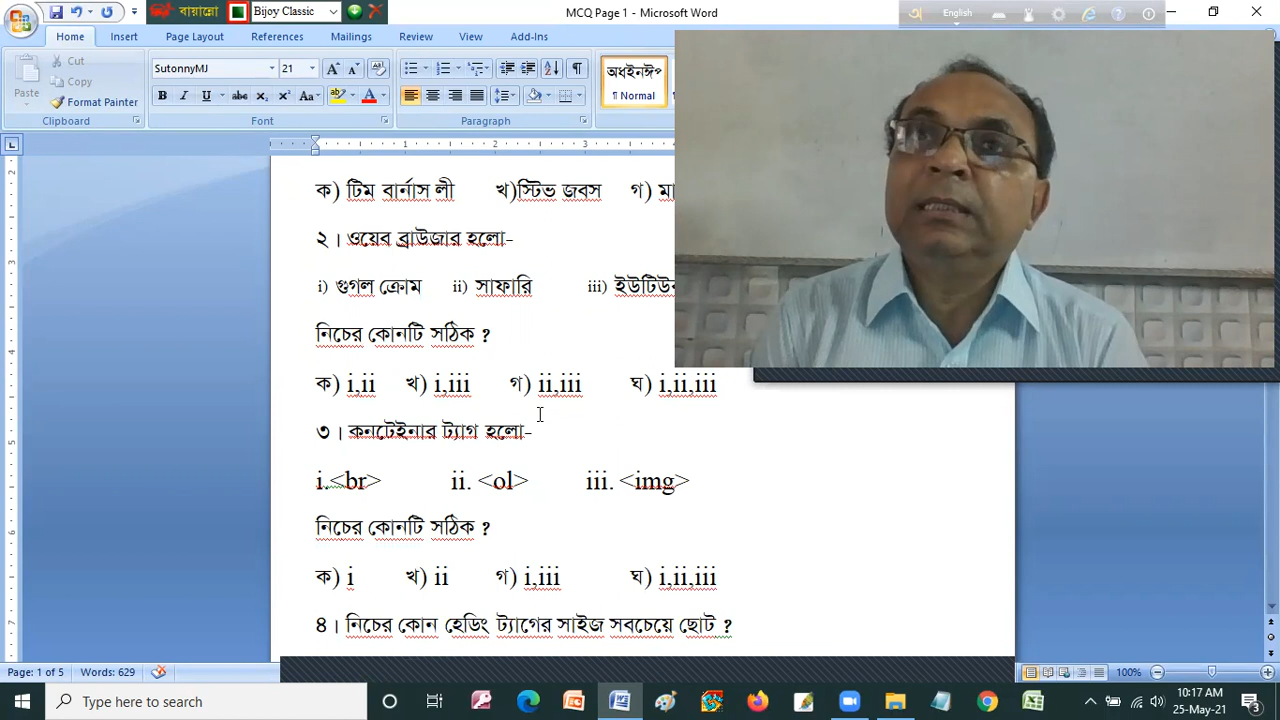 বায়ান্নো Bijoy Classic MCQ Page 1 - Microsoft Word English
Home Insert Page Layout References Mailings Review View Add-Ins
Paste Cut Copy Format Painter
SutonnyMJ 21
অধইনঈপ
¶ Normal
Clipboard Font Paragraph
ক) টিম বার্নাস লী খ)স্টিভ জবস গ) মা
২। ওয়েব ব্রাউজার হলো-
i) গুগল ক্রোম ii) সাফারি iii) ইউটিউব
নিচের কোনটি সঠিক ?
ক) i,ii খ) i,iii গ) ii,iii ঘ) i,ii,iii
৩। কনটেইনার ট্যাগ হলো-
i.<br> ii. <ol> iii. <img>
নিচের কোনটি সঠিক ?
ক) i খ) ii গ) i,iii ঘ) i,ii,iii
৪। নিচের কোন হেডিং ট্যাগের সাইজ সবচেয়ে ছোট ?
Page: 1 of 5 Words: 629 100%
Type here to search 10:17 AM
25-May-21